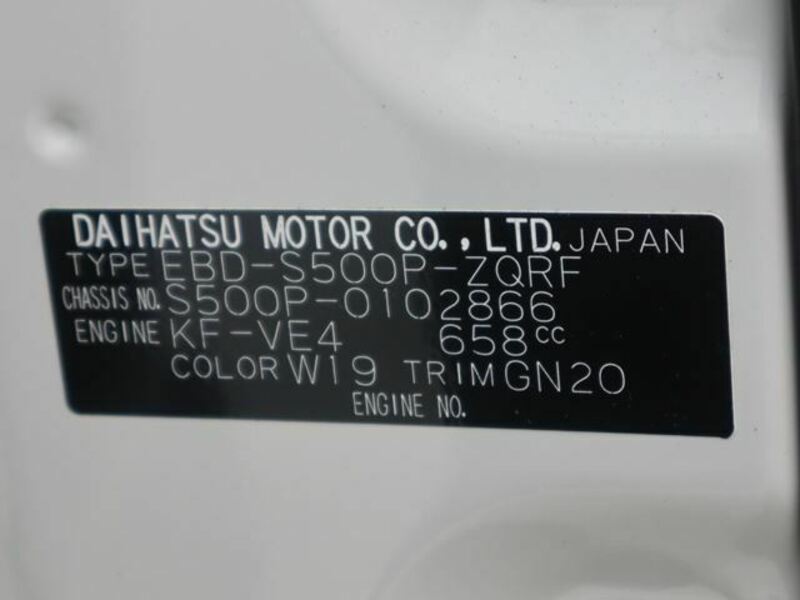 DAIHATSU MOTOR CO., LTD. JAPAN
TYPE EBD-S500P-ZQRF
CHASSIS NO. S500P-0102866
ENGINE KF-VE4 658cc
COLOR W19 TRIM GN20
ENGINE NO.